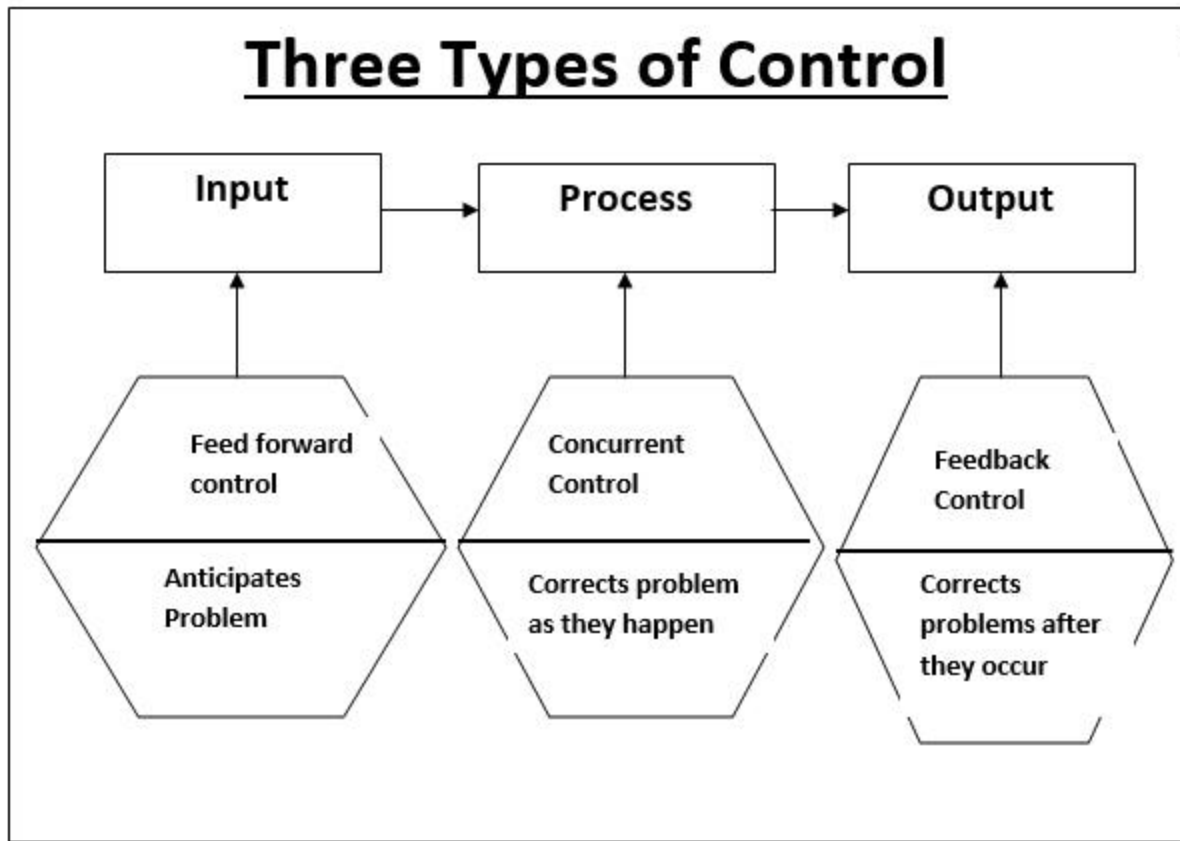 Three Types of Control
Input
Process
Output
Feed forward
control
Anticipates
Problem
Concurrent
Control
Corrects problem
as they happen
Feedback
Control
Corrects
problems after
they occur